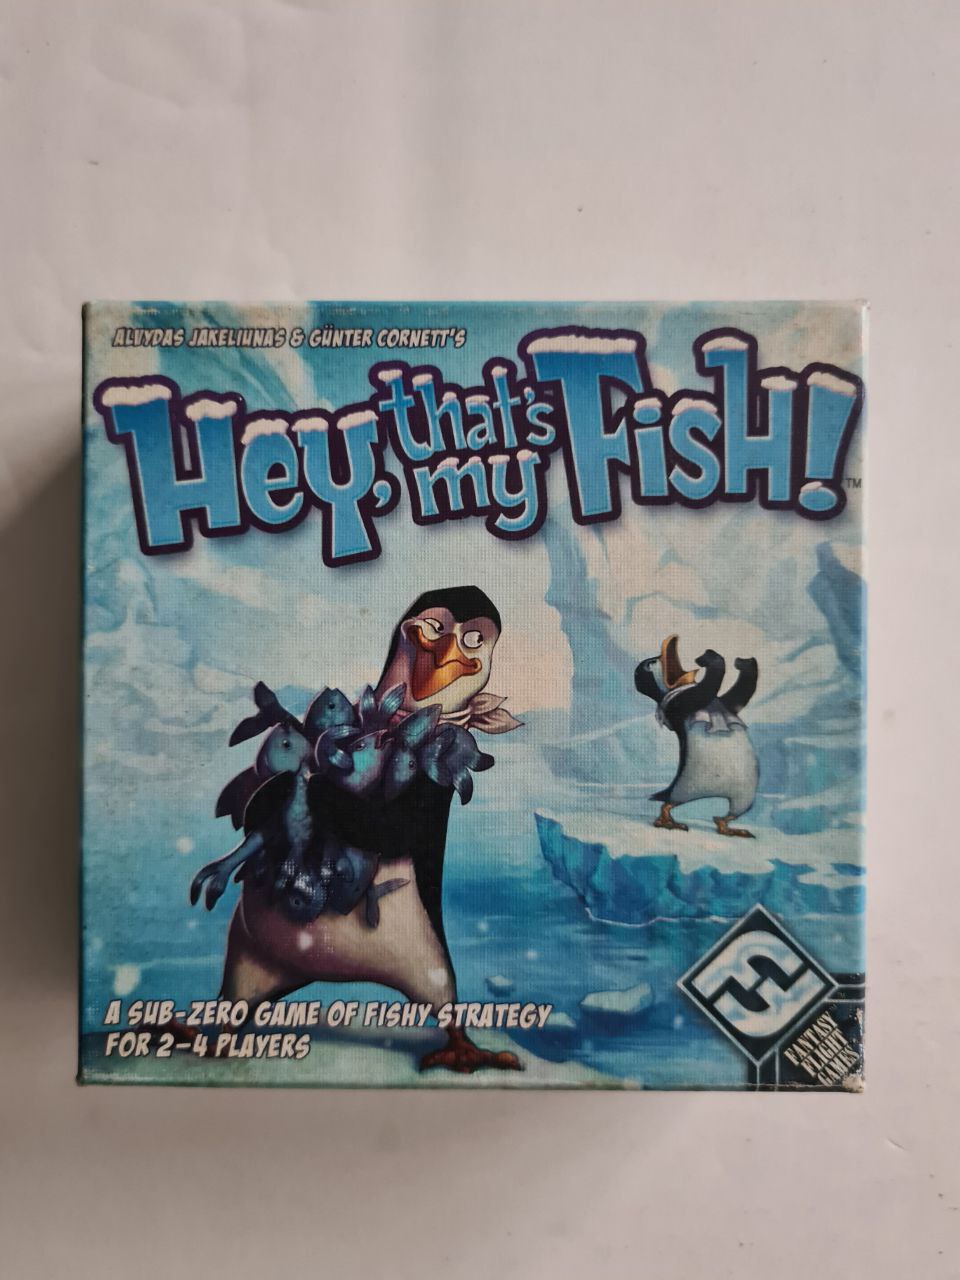 ALVYDAS JAKELIUNAS & GÜNTER CORNETT'S
Hey, that's my Fish!™
A SUB-ZERO GAME OF FISHY STRATEGY
FOR 2-4 PLAYERS
FANTASY
FLIGHT
GAMES